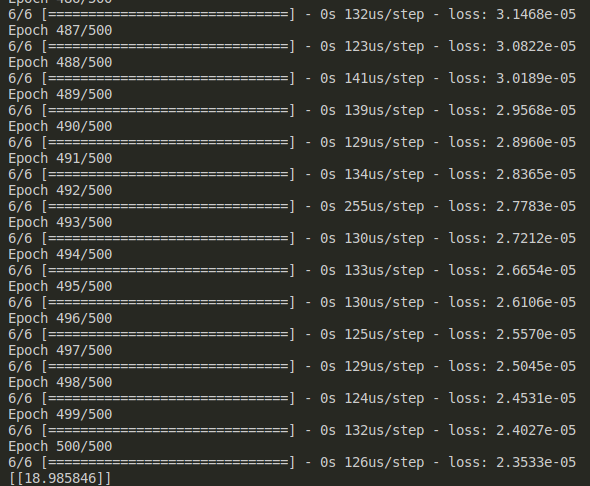 Epoch 486/500
6/6 [==============================] - 0s 132us/step - loss: 3.1468e-05
Epoch 487/500
6/6 [==============================] - 0s 123us/step - loss: 3.0822e-05
Epoch 488/500
6/6 [==============================] - 0s 141us/step - loss: 3.0189e-05
Epoch 489/500
6/6 [==============================] - 0s 139us/step - loss: 2.9568e-05
Epoch 490/500
6/6 [==============================] - 0s 129us/step - loss: 2.8960e-05
Epoch 491/500
6/6 [==============================] - 0s 134us/step - loss: 2.8365e-05
Epoch 492/500
6/6 [==============================] - 0s 255us/step - loss: 2.7783e-05
Epoch 493/500
6/6 [==============================] - 0s 130us/step - loss: 2.7212e-05
Epoch 494/500
6/6 [==============================] - 0s 133us/step - loss: 2.6654e-05
Epoch 495/500
6/6 [==============================] - 0s 130us/step - loss: 2.6106e-05
Epoch 496/500
6/6 [==============================] - 0s 125us/step - loss: 2.5570e-05
Epoch 497/500
6/6 [==============================] - 0s 129us/step - loss: 2.5045e-05
Epoch 498/500
6/6 [==============================] - 0s 124us/step - loss: 2.4531e-05
Epoch 499/500
6/6 [==============================] - 0s 132us/step - loss: 2.4027e-05
Epoch 500/500
6/6 [==============================] - 0s 126us/step - loss: 2.3533e-05
[[18.985846]]